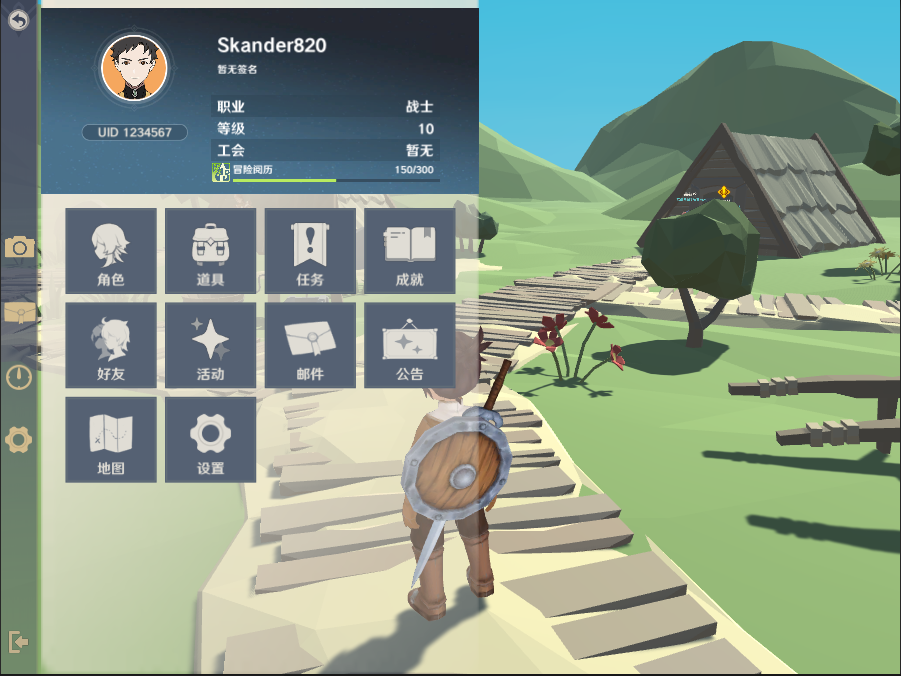 Skander820
暂无签名
UID 1234567
职业 战士
等级 10
工会 暂无
冒险阅历 150/300
角色 道具 任务 成就
好友 活动 邮件 公告
地图 设置